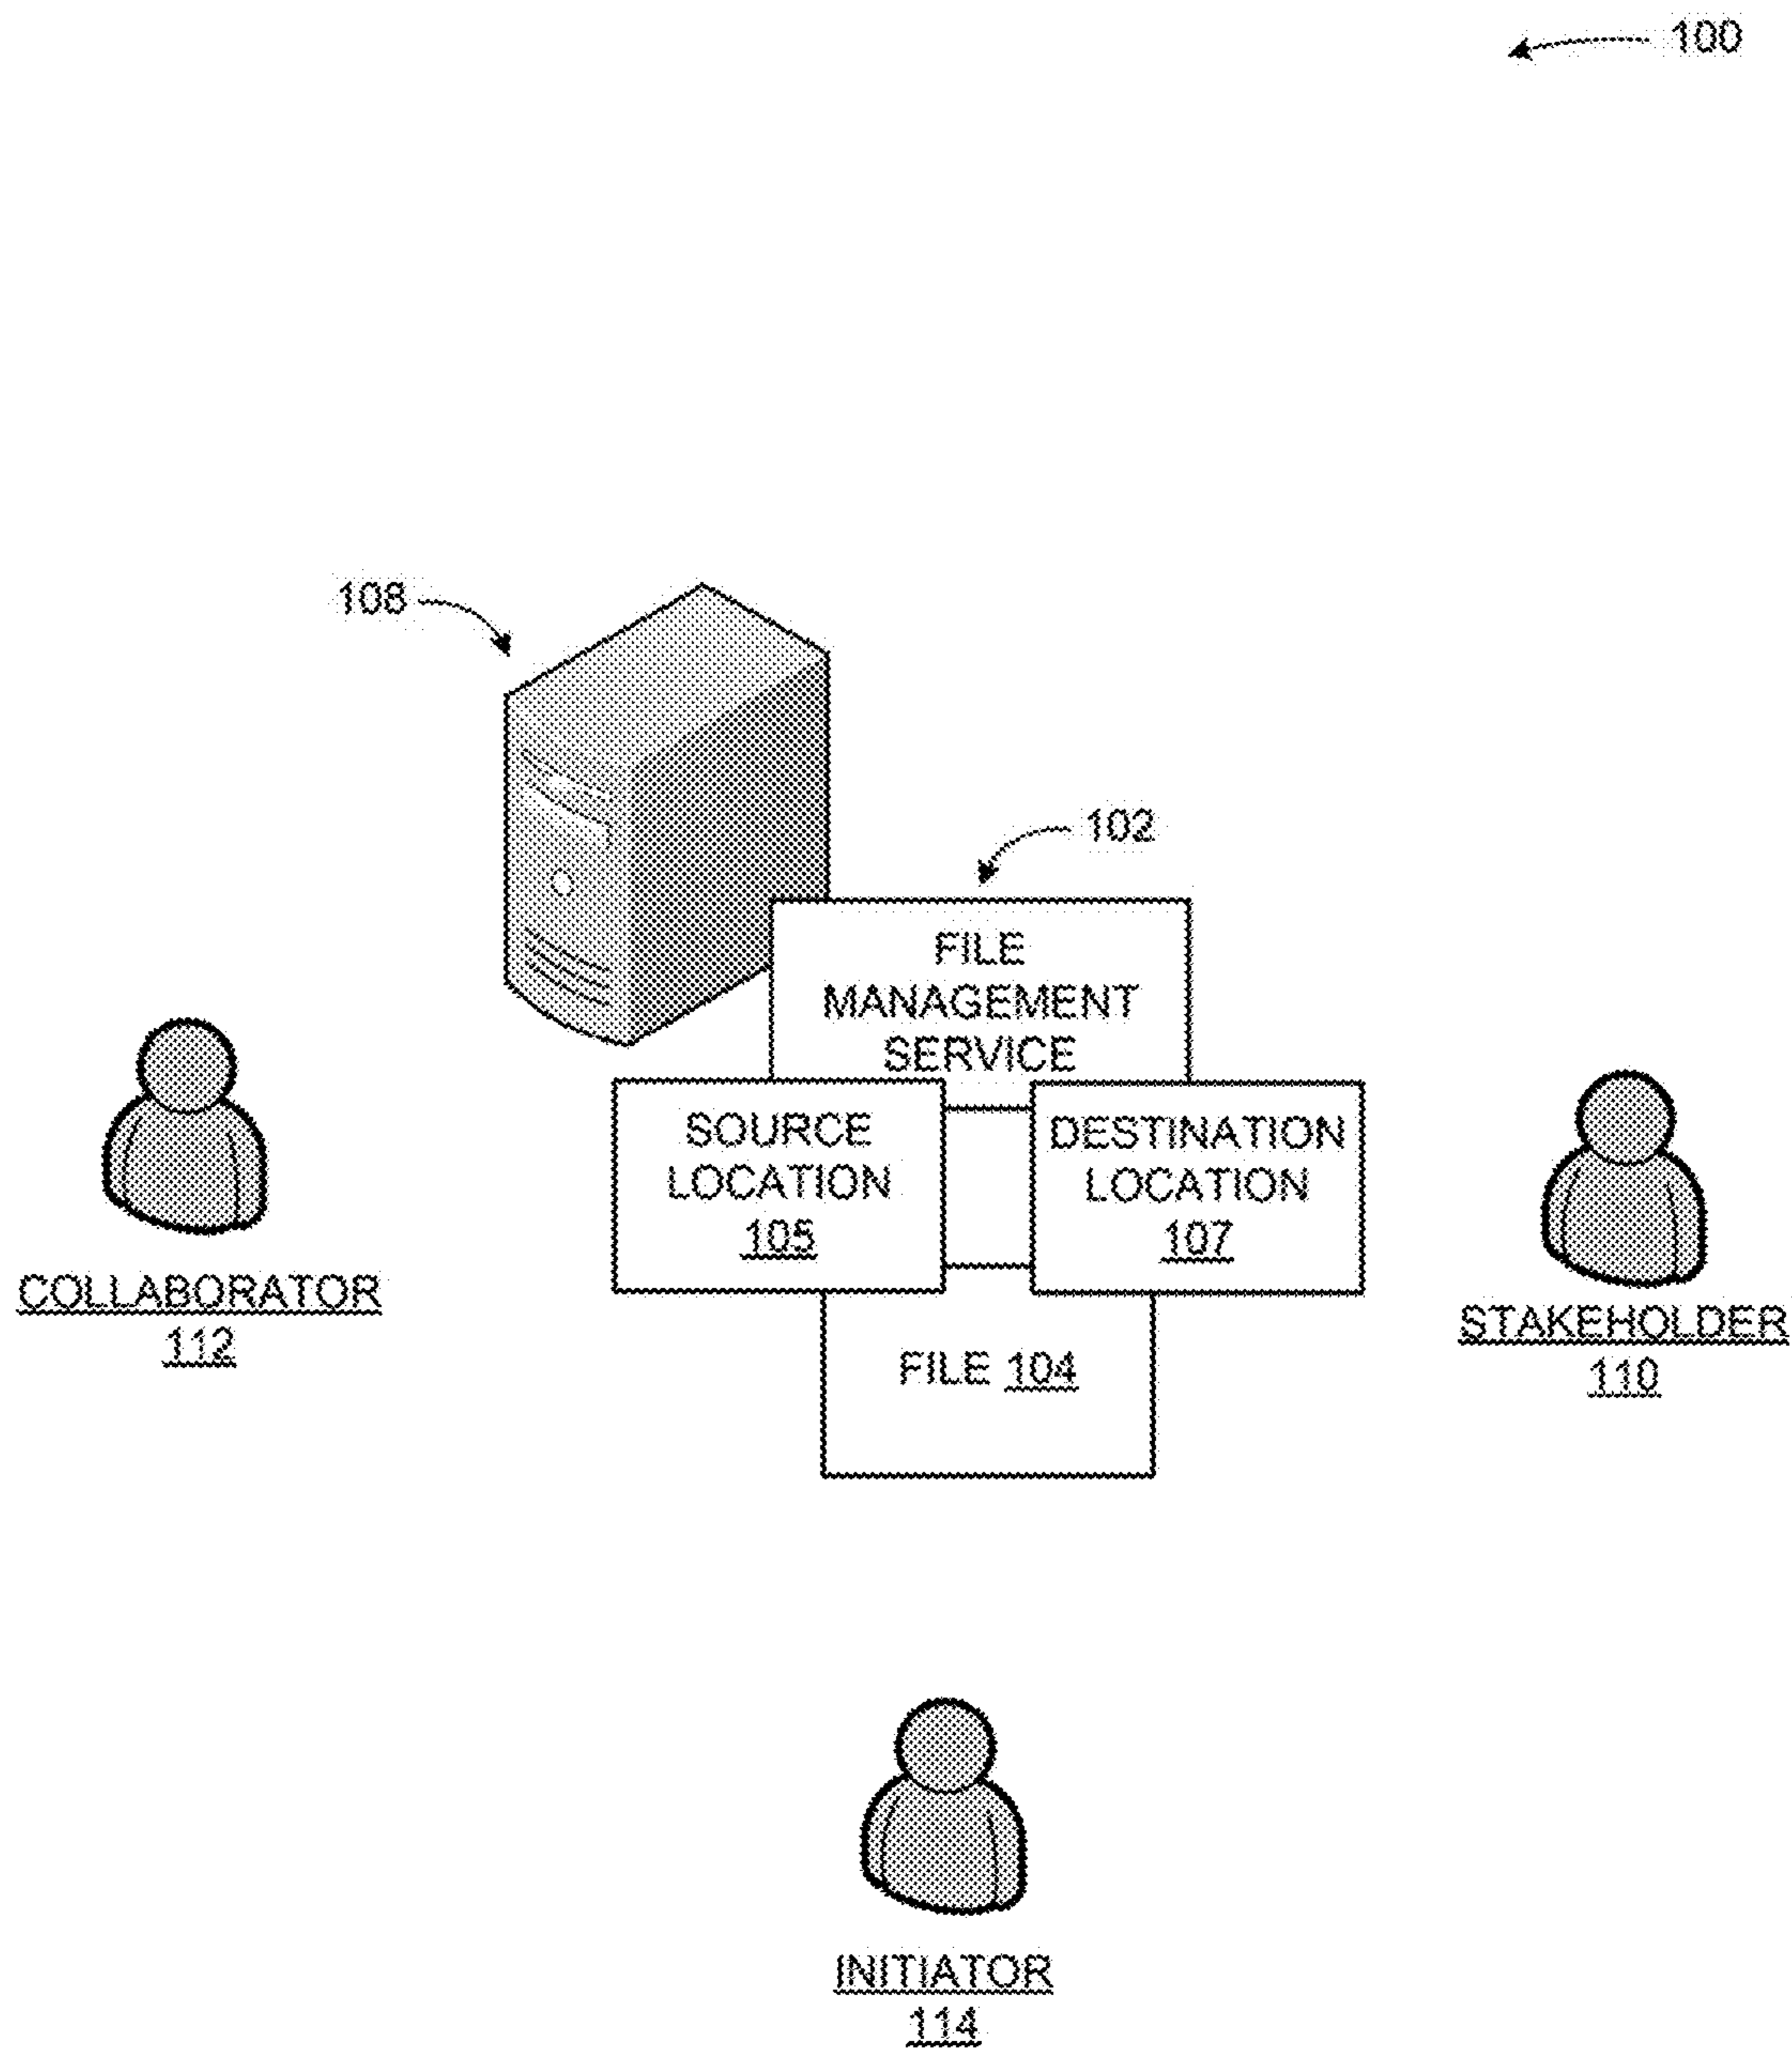 100
108
102
FILE
MANAGEMENT
SERVICE
SOURCE
LOCATION
105
DESTINATION
LOCATION
107
COLLABORATOR
112
STAKEHOLDER
110
FILE 104
INITIATOR
114